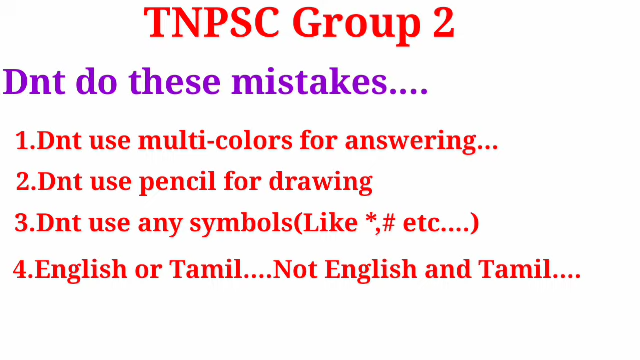 TNPSC Group 2
Dnt do these mistakes....
1.Dnt use multi-colors for answering...
2.Dnt use pencil for drawing
3.Dnt use any symbols(Like *,# etc....)
4.English or Tamil....Not English and Tamil....